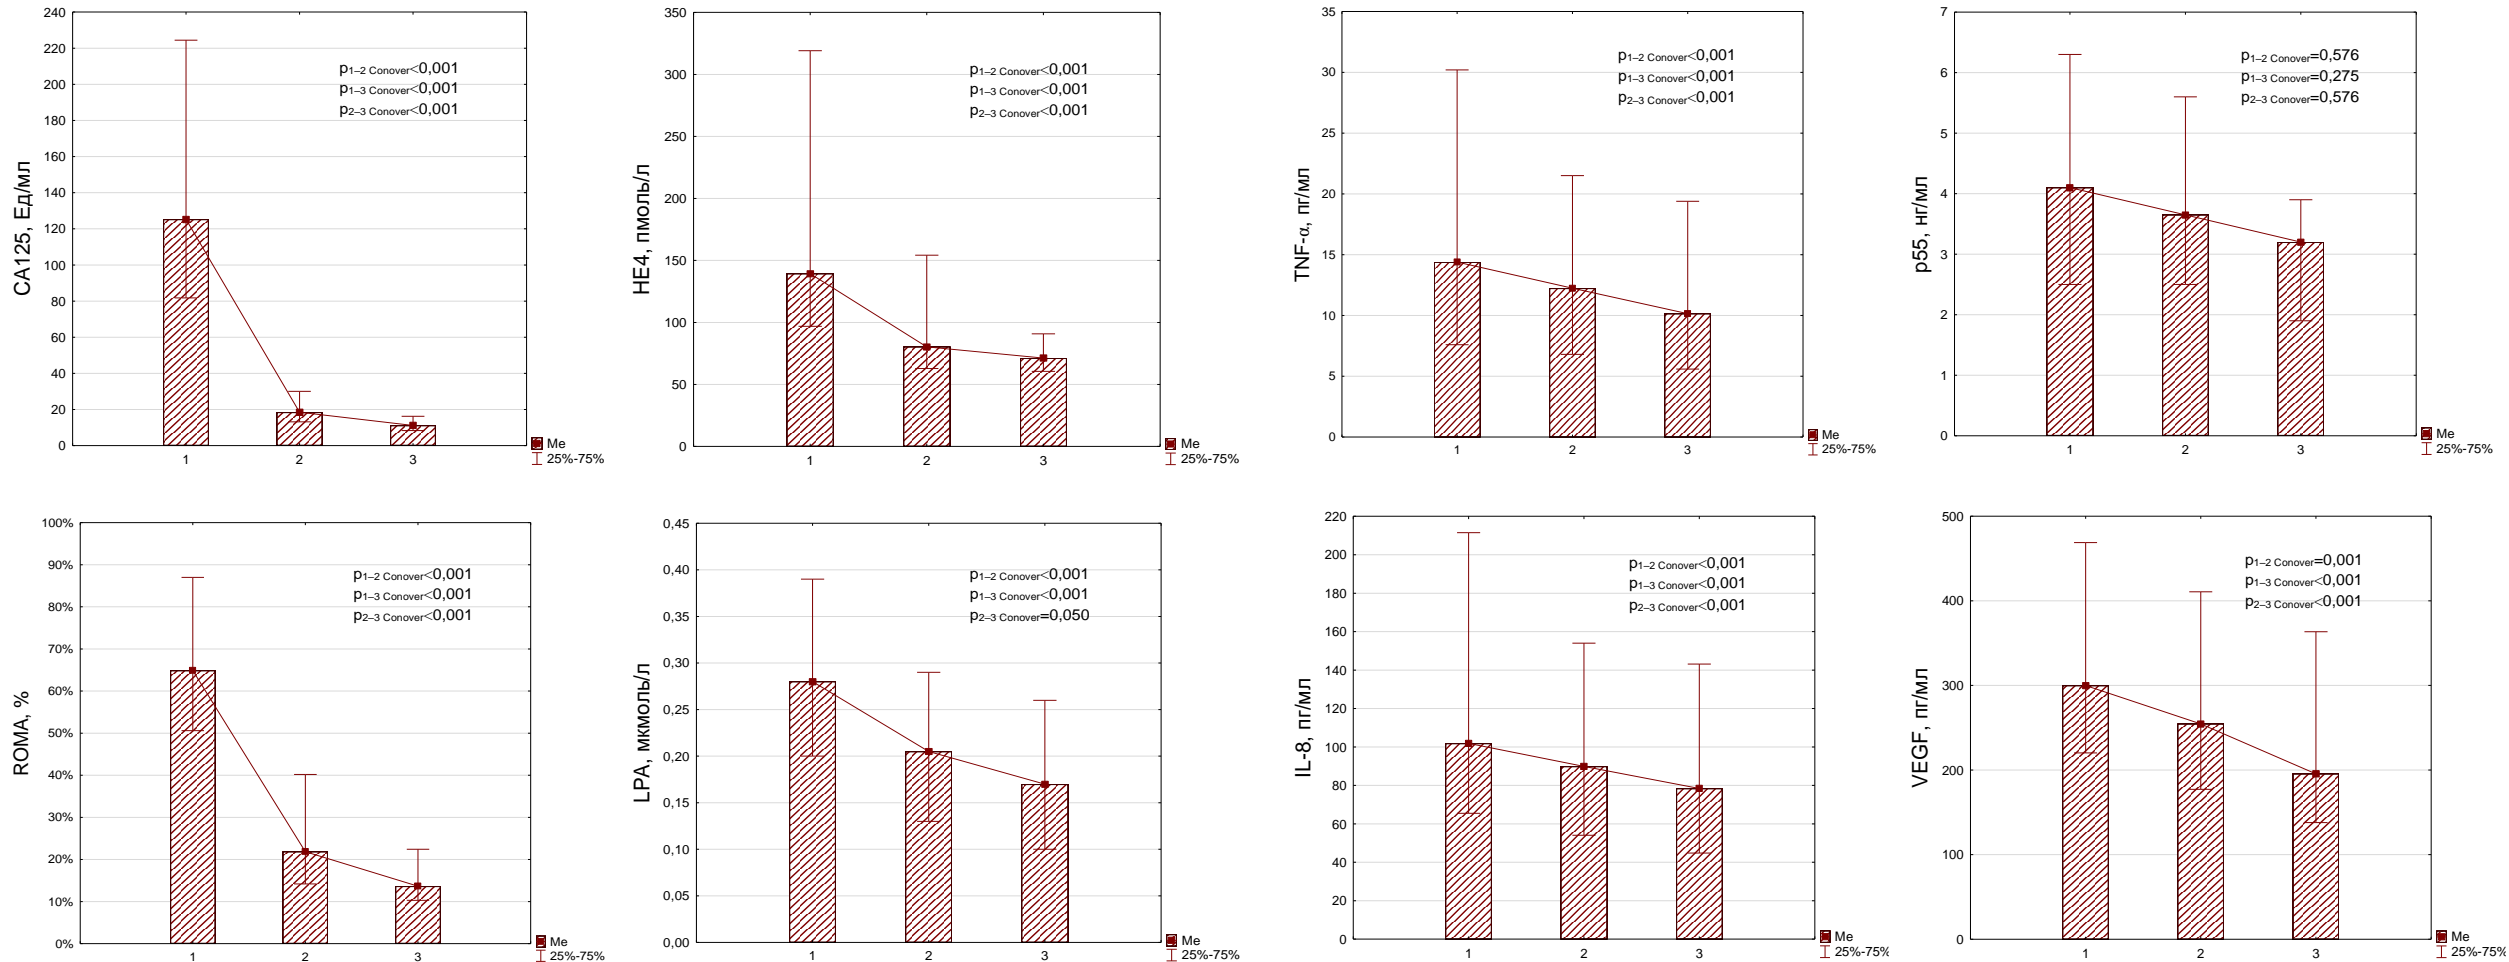 CA125, Ед/мл
240
220
200
180
160
140
120
100
80
60
40
20
0
p1–2 Conover<0,001
p1–3 Conover<0,001
p2–3 Conover<0,001
1 2 3
Me
25%-75%
HE4, пмоль/л
350
300
250
200
150
100
50
0
p1–2 Conover<0,001
p1–3 Conover<0,001
p2–3 Conover<0,001
1 2 3
Me
25%-75%
TNF-α, пг/мл
35
30
25
20
15
10
5
0
p1–2 Conover<0,001
p1–3 Conover<0,001
p2–3 Conover<0,001
1 2 3
Me
25%-75%
p55, нг/мл
7
6
5
4
3
2
1
0
p1–2 Conover=0,576
p1–3 Conover=0,275
p2–3 Conover=0,576
1 2 3
Me
25%-75%
ROMA, %
100%
90%
80%
70%
60%
50%
40%
30%
20%
10%
0%
p1–2 Conover<0,001
p1–3 Conover<0,001
p2–3 Conover<0,001
1 2 3
Me
25%-75%
LPA, мкмоль/л
0,45
0,40
0,35
0,30
0,25
0,20
0,15
0,10
0,05
0,00
p1–2 Conover<0,001
p1–3 Conover<0,001
p2–3 Conover=0,050
1 2 3
Me
25%-75%
IL-8, пг/мл
220
200
180
160
140
120
100
80
60
40
20
0
p1–2 Conover<0,001
p1–3 Conover<0,001
p2–3 Conover<0,001
1 2 3
Me
25%-75%
VEGF, пг/мл
500
400
300
200
100
0
p1–2 Conover=0,001
p1–3 Conover<0,001
p2–3 Conover<0,001
1 2 3
Me
25%-75%